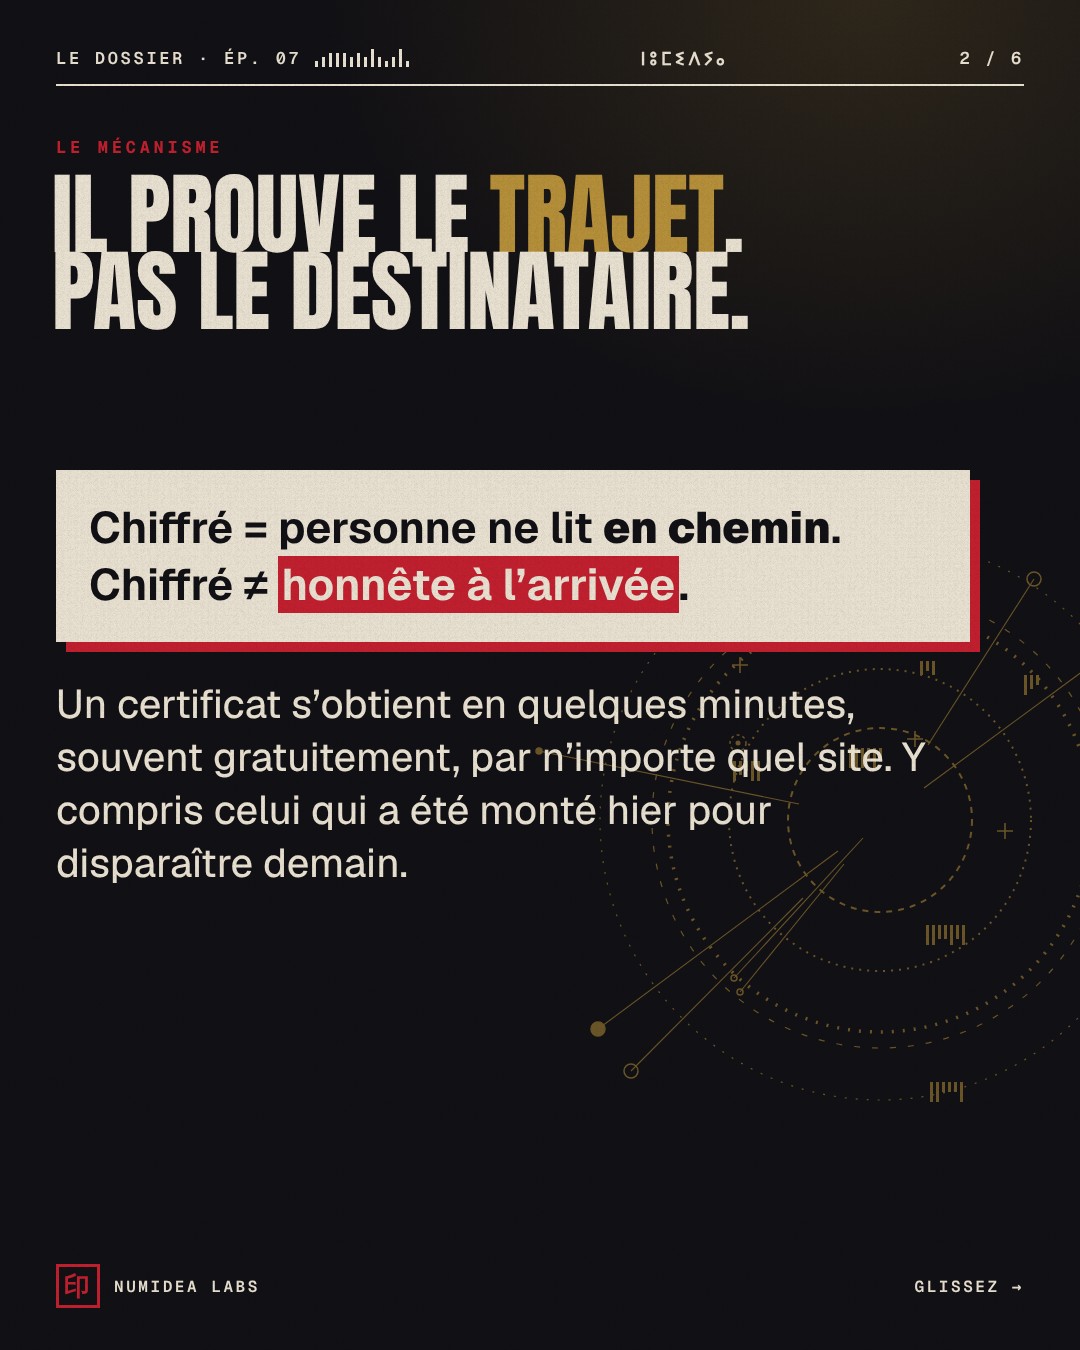 LE DOSSIER · ÉP. 07
ⵏⵓⵎⵉⴷⵢⴰ
2 / 6
LE MÉCANISME
IL PROUVE LE TRAJET.
PAS LE DESTINATAIRE.
Chiffré = personne ne lit en chemin.
Chiffré ≠ honnête à l’arrivée.
Un certificat s’obtient en quelques minutes,
souvent gratuitement, par n’importe quel site. Y
compris celui qui a été monté hier pour
disparaître demain.
印
NUMIDEA LABS
GLISSEZ →